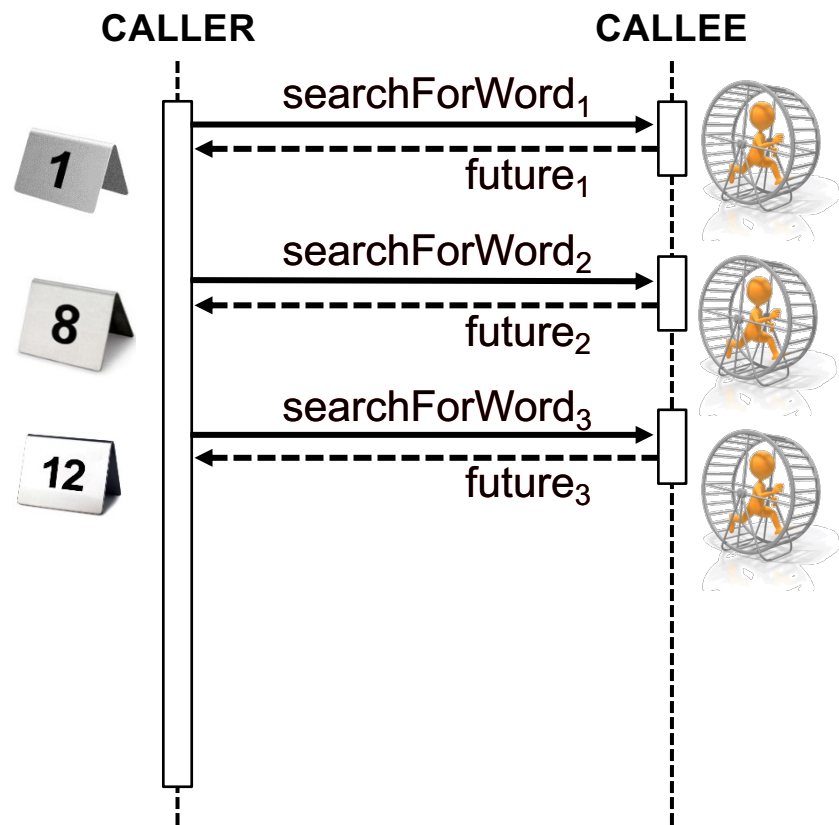 CALLER CALLEE
searchForWord₁
1
future₁
searchForWord₂
8
future₂
searchForWord₃
12
future₃